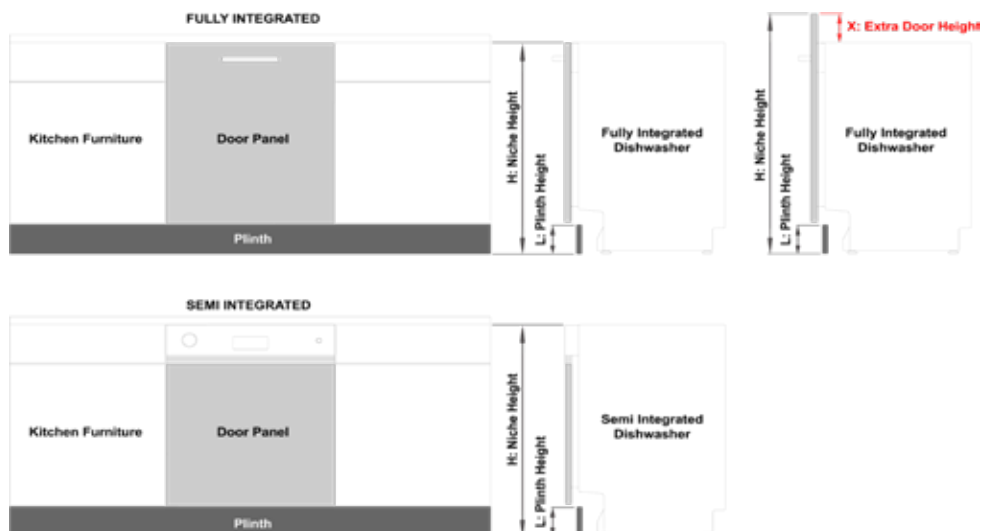 FULLY INTEGRATED
X: Extra Door Height
Kitchen Furniture
Door Panel
H: Niche Height
L: Plinth Height
Fully Integrated
Dishwasher
H: Niche Height
L: Plinth Height
Fully Integrated
Dishwasher
Plinth
SEMI INTEGRATED
Kitchen Furniture
Door Panel
H: Niche Height
L: Plinth Height
Semi Integrated
Dishwasher
Plinth